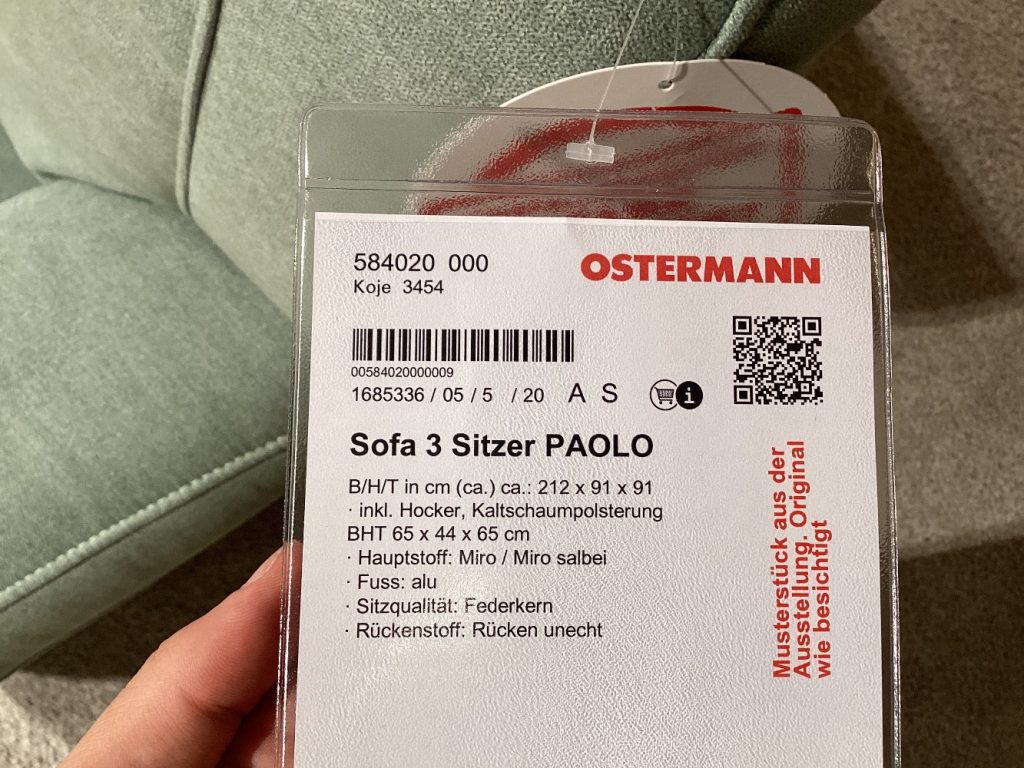 584020 000
OSTERMANN
Koje 3454
00584020000009
1685336 / 05 / 5 / 20 A S
i
Sofa 3 Sitzer PAOLO
B/H/T in cm (ca.) ca.: 212 x 91 x 91
· inkl. Hocker, Kaltschaumpolsterung
BHT 65 x 44 x 65 cm
· Hauptstoff: Miro / Miro salbei
· Fuss: alu
· Sitzqualität: Federkern
· Rückenstoff: Rücken unecht
Musterstück aus der
Ausstellung. Original
wie besichtigt